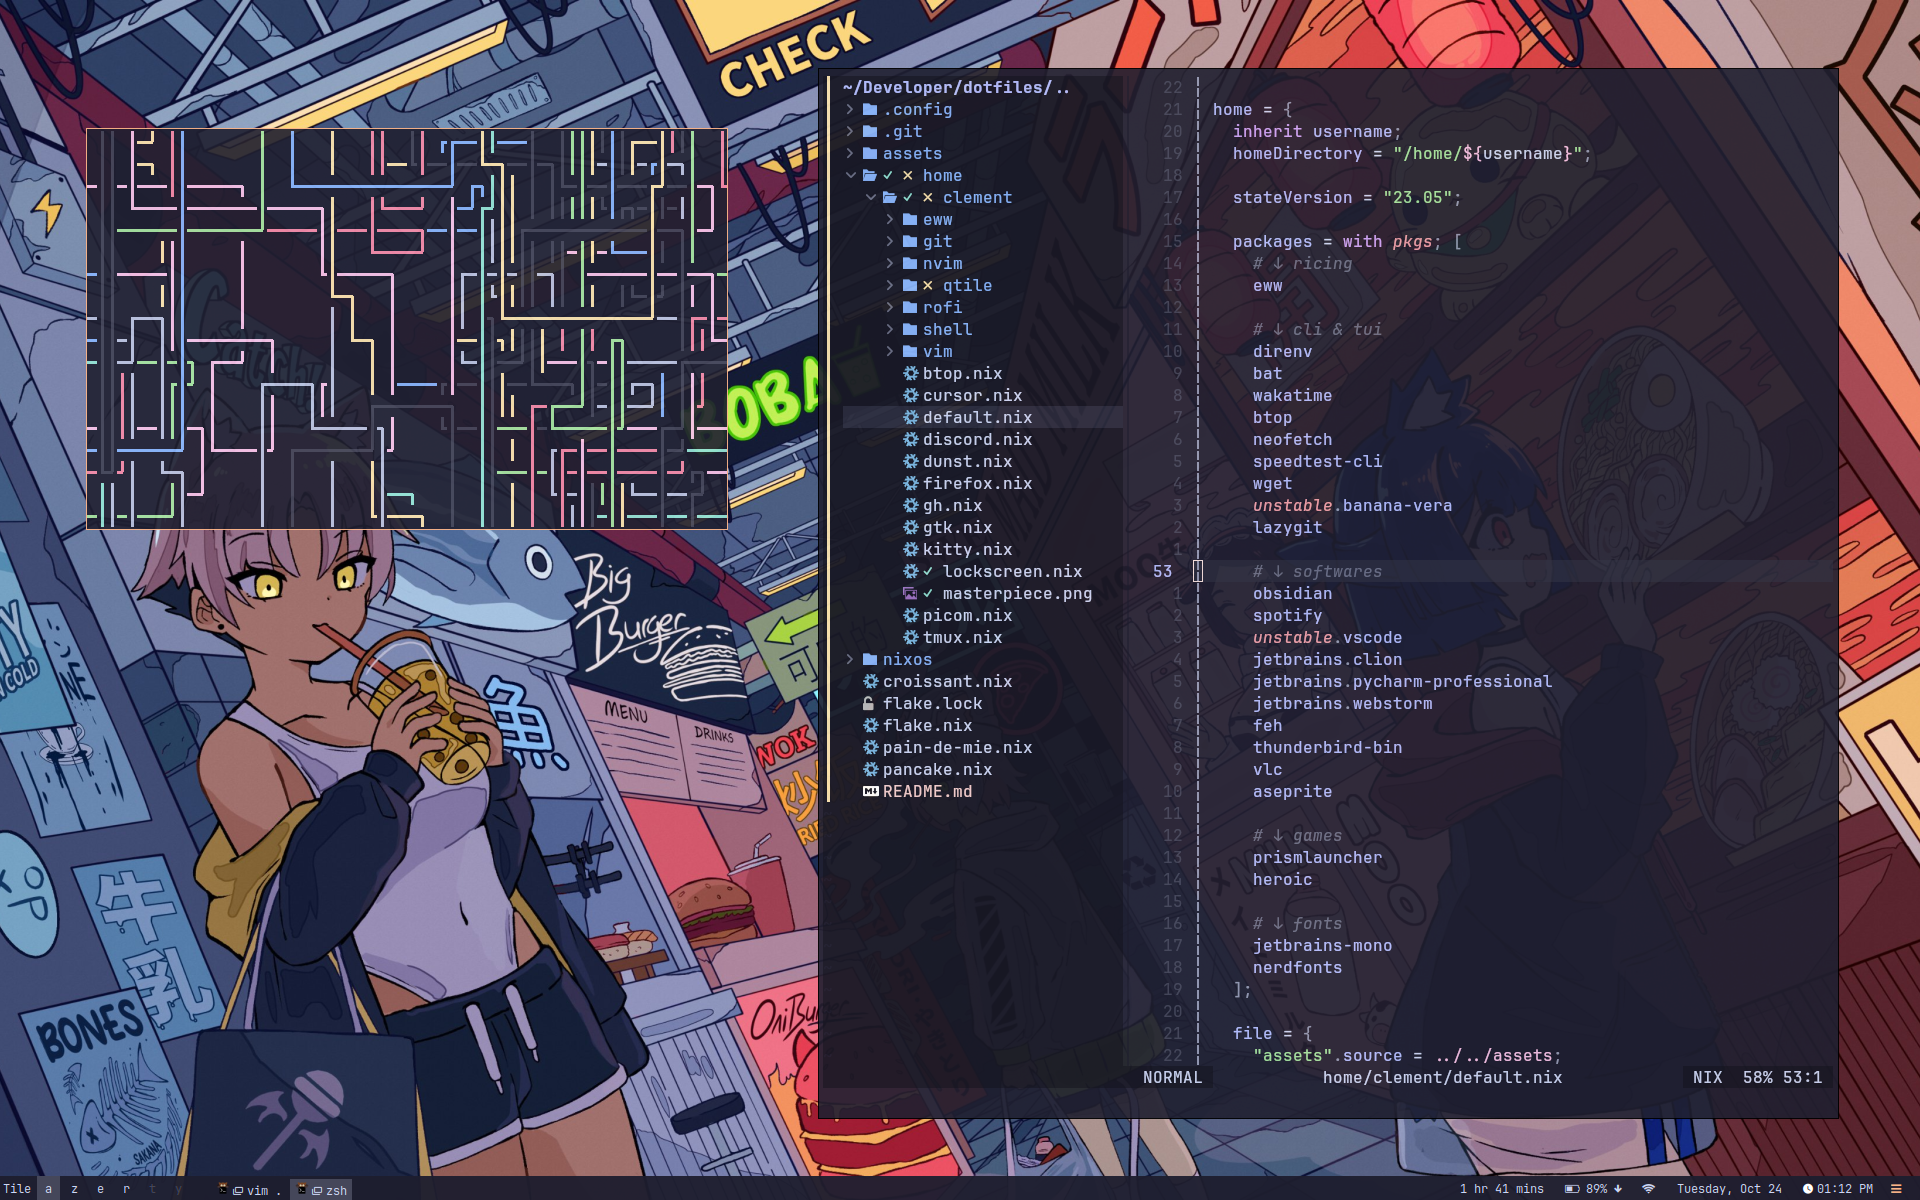 CHECK
BOBA
Big
Burger
MENU
DRINKS
魚
WOK
COLD
牛
乳
BONES
SAKANA
~/Developer/dotfiles/..
.config
.git
assets
✓ ✕ home
✓ ✕ clement
eww
git
nvim
✕ qtile
rofi
shell
vim
btop.nix
cursor.nix
default.nix
discord.nix
dunst.nix
firefox.nix
gh.nix
gtk.nix
kitty.nix
✓ lockscreen.nix
✓ masterpiece.png
picom.nix
tmux.nix
nixos
croissant.nix
flake.lock
flake.nix
pain-de-mie.nix
pancake.nix
README.md
22
21 home = {
20 inherit username;
19 homeDirectory = "/home/${username}";
18
17 stateVersion = "23.05";
16
15 packages = with pkgs; [
14 # ↓ ricing
13 eww
12
11 # ↓ cli & tui
10 direnv
9 bat
8 wakatime
7 btop
6 neofetch
5 speedtest-cli
4 wget
3 unstable.banana-vera
2 lazygit
1
53 # ↓ softwares
1 obsidian
2 spotify
3 unstable.vscode
4 jetbrains.clion
5 jetbrains.pycharm-professional
6 jetbrains.webstorm
7 feh
8 thunderbird-bin
9 vlc
10 aseprite
11
12 # ↓ games
13 prismlauncher
14 heroic
15
16 # ↓ fonts
17 jetbrains-mono
18 nerdfonts
19 ];
20
21 file = {
22 "assets".source = ../../assets;
NORMAL home/clement/default.nix NIX 58% 53:1
Tile a z e r t y vim . zsh 1 hr 41 mins 89% ↓ Tuesday, Oct 24 01:12 PM